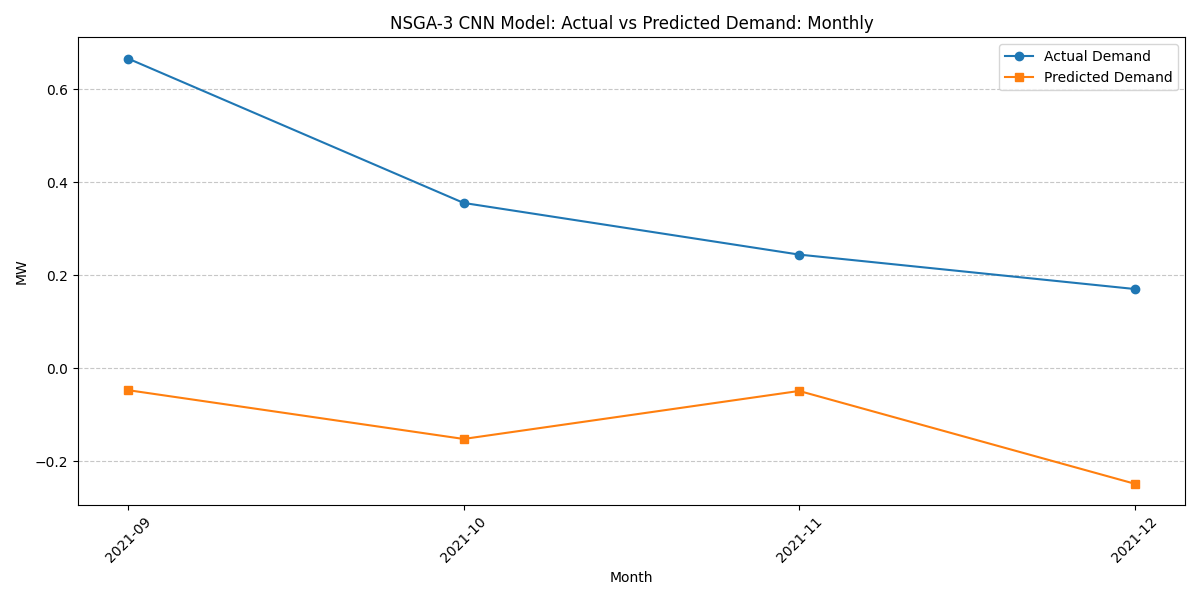 NSGA-3 CNN Model: Actual vs Predicted Demand: Monthly
Actual Demand
Predicted Demand
MW
0.6
0.4
0.2
0.0
−0.2
2021-09
2021-10
2021-11
2021-12
Month